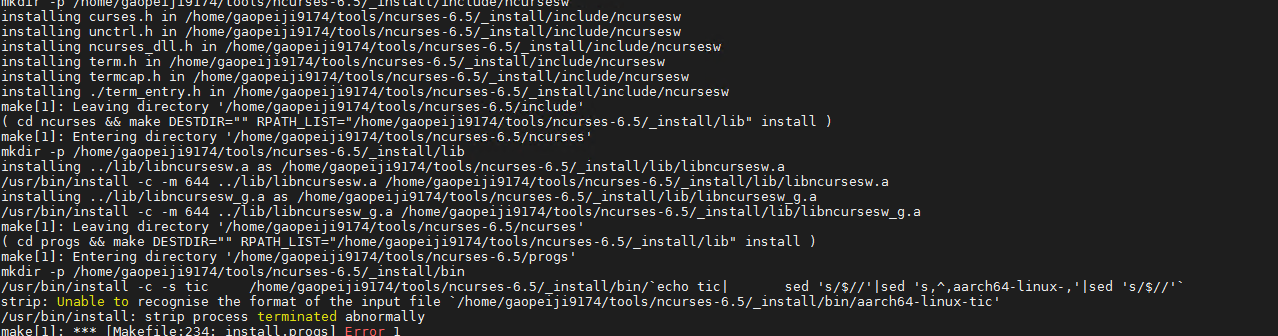 mkdir -p /home/gaopeiji9174/tools/ncurses-6.5/_install/include/ncursesw
installing curses.h in /home/gaopeiji9174/tools/ncurses-6.5/_install/include/ncursesw
installing unctrl.h in /home/gaopeiji9174/tools/ncurses-6.5/_install/include/ncursesw
installing ncurses_dll.h in /home/gaopeiji9174/tools/ncurses-6.5/_install/include/ncursesw
installing term.h in /home/gaopeiji9174/tools/ncurses-6.5/_install/include/ncursesw
installing termcap.h in /home/gaopeiji9174/tools/ncurses-6.5/_install/include/ncursesw
installing ./term_entry.h in /home/gaopeiji9174/tools/ncurses-6.5/_install/include/ncursesw
make[1]: Leaving directory '/home/gaopeiji9174/tools/ncurses-6.5/include'
( cd ncurses && make DESTDIR="" RPATH_LIST="/home/gaopeiji9174/tools/ncurses-6.5/_install/lib" install )
make[1]: Entering directory '/home/gaopeiji9174/tools/ncurses-6.5/ncurses'
mkdir -p /home/gaopeiji9174/tools/ncurses-6.5/_install/lib
installing ../lib/libncursesw.a as /home/gaopeiji9174/tools/ncurses-6.5/_install/lib/libncursesw.a
/usr/bin/install -c -m 644 ../lib/libncursesw.a /home/gaopeiji9174/tools/ncurses-6.5/_install/lib/libncursesw.a
installing ../lib/libncursesw_g.a as /home/gaopeiji9174/tools/ncurses-6.5/_install/lib/libncursesw_g.a
/usr/bin/install -c -m 644 ../lib/libncursesw_g.a /home/gaopeiji9174/tools/ncurses-6.5/_install/lib/libncursesw_g.a
make[1]: Leaving directory '/home/gaopeiji9174/tools/ncurses-6.5/ncurses'
( cd progs && make DESTDIR="" RPATH_LIST="/home/gaopeiji9174/tools/ncurses-6.5/_install/lib" install )
make[1]: Entering directory '/home/gaopeiji9174/tools/ncurses-6.5/progs'
mkdir -p /home/gaopeiji9174/tools/ncurses-6.5/_install/bin
/usr/bin/install -c -s tic     /home/gaopeiji9174/tools/ncurses-6.5/_install/bin/`echo tic|       sed 's/$//'|sed 's,^,aarch64-linux-,'|sed 's/$//'`
strip: Unable to recognise the format of the input file `/home/gaopeiji9174/tools/ncurses-6.5/_install/bin/aarch64-linux-tic'
/usr/bin/install: strip process terminated abnormally
make[1]: *** [Makefile:234: install.progs] Error 1